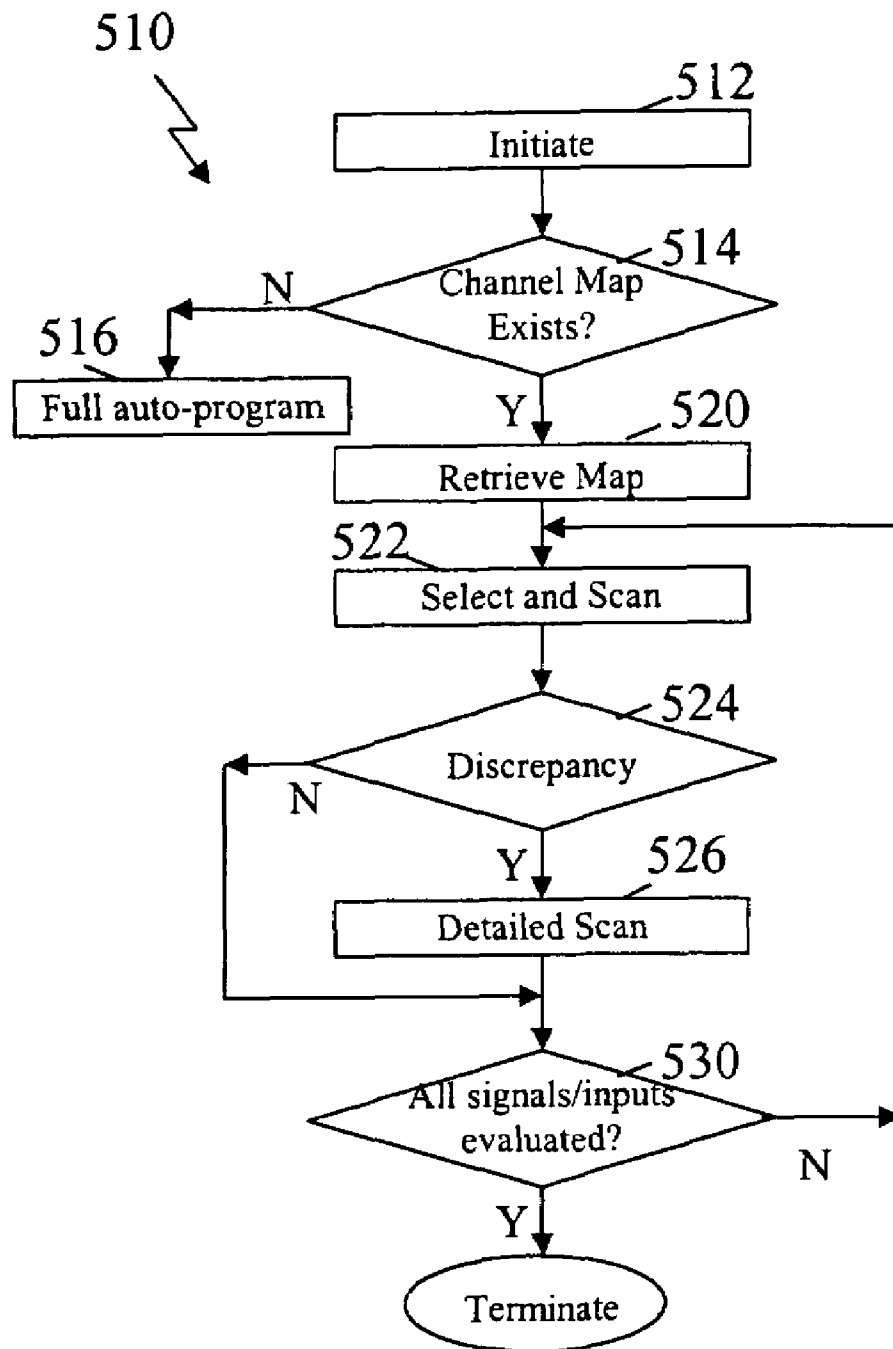 510
512
Initiate
514
Channel Map
Exists?
N
516
Full auto-program
Y
520
Retrieve Map
522
Select and Scan
524
Discrepancy
N
Y
526
Detailed Scan
530
All signals/inputs
evaluated?
N
Y
Terminate